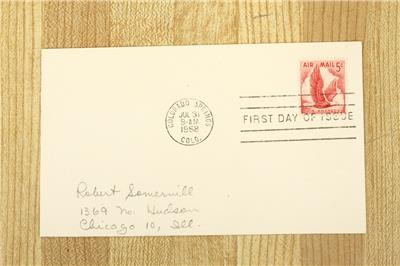 AIR MAIL 5¢
COLORADO SPRINGS
JUL 31
9-AM
1958
COLO.
FIRST DAY OF ISSUE
Robert Somervill
1369 No. Hudson
Chicago 10, Ill.